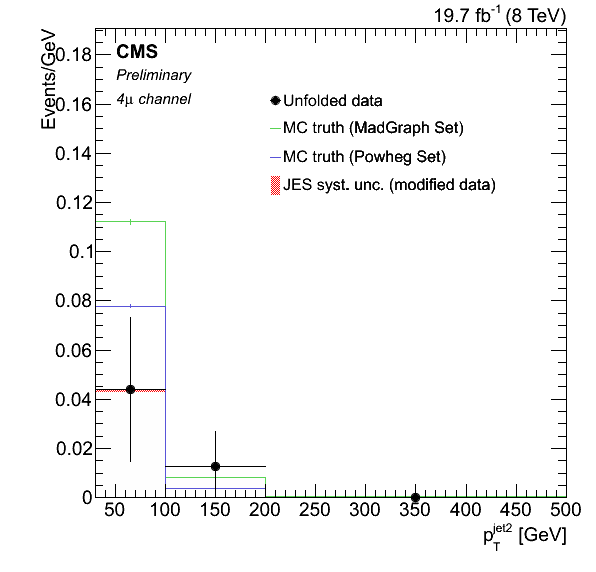 19.7 fb⁻¹ (8 TeV)
Events/GeV
CMS
Preliminary
4μ channel
Unfolded data
MC truth (MadGraph Set)
MC truth (Powheg Set)
JES syst. unc. (modified data)
0.18
0.16
0.14
0.12
0.1
0.08
0.06
0.04
0.02
0
50 100 150 200 250 300 350 400 450 500
p_T^jet2 [GeV]